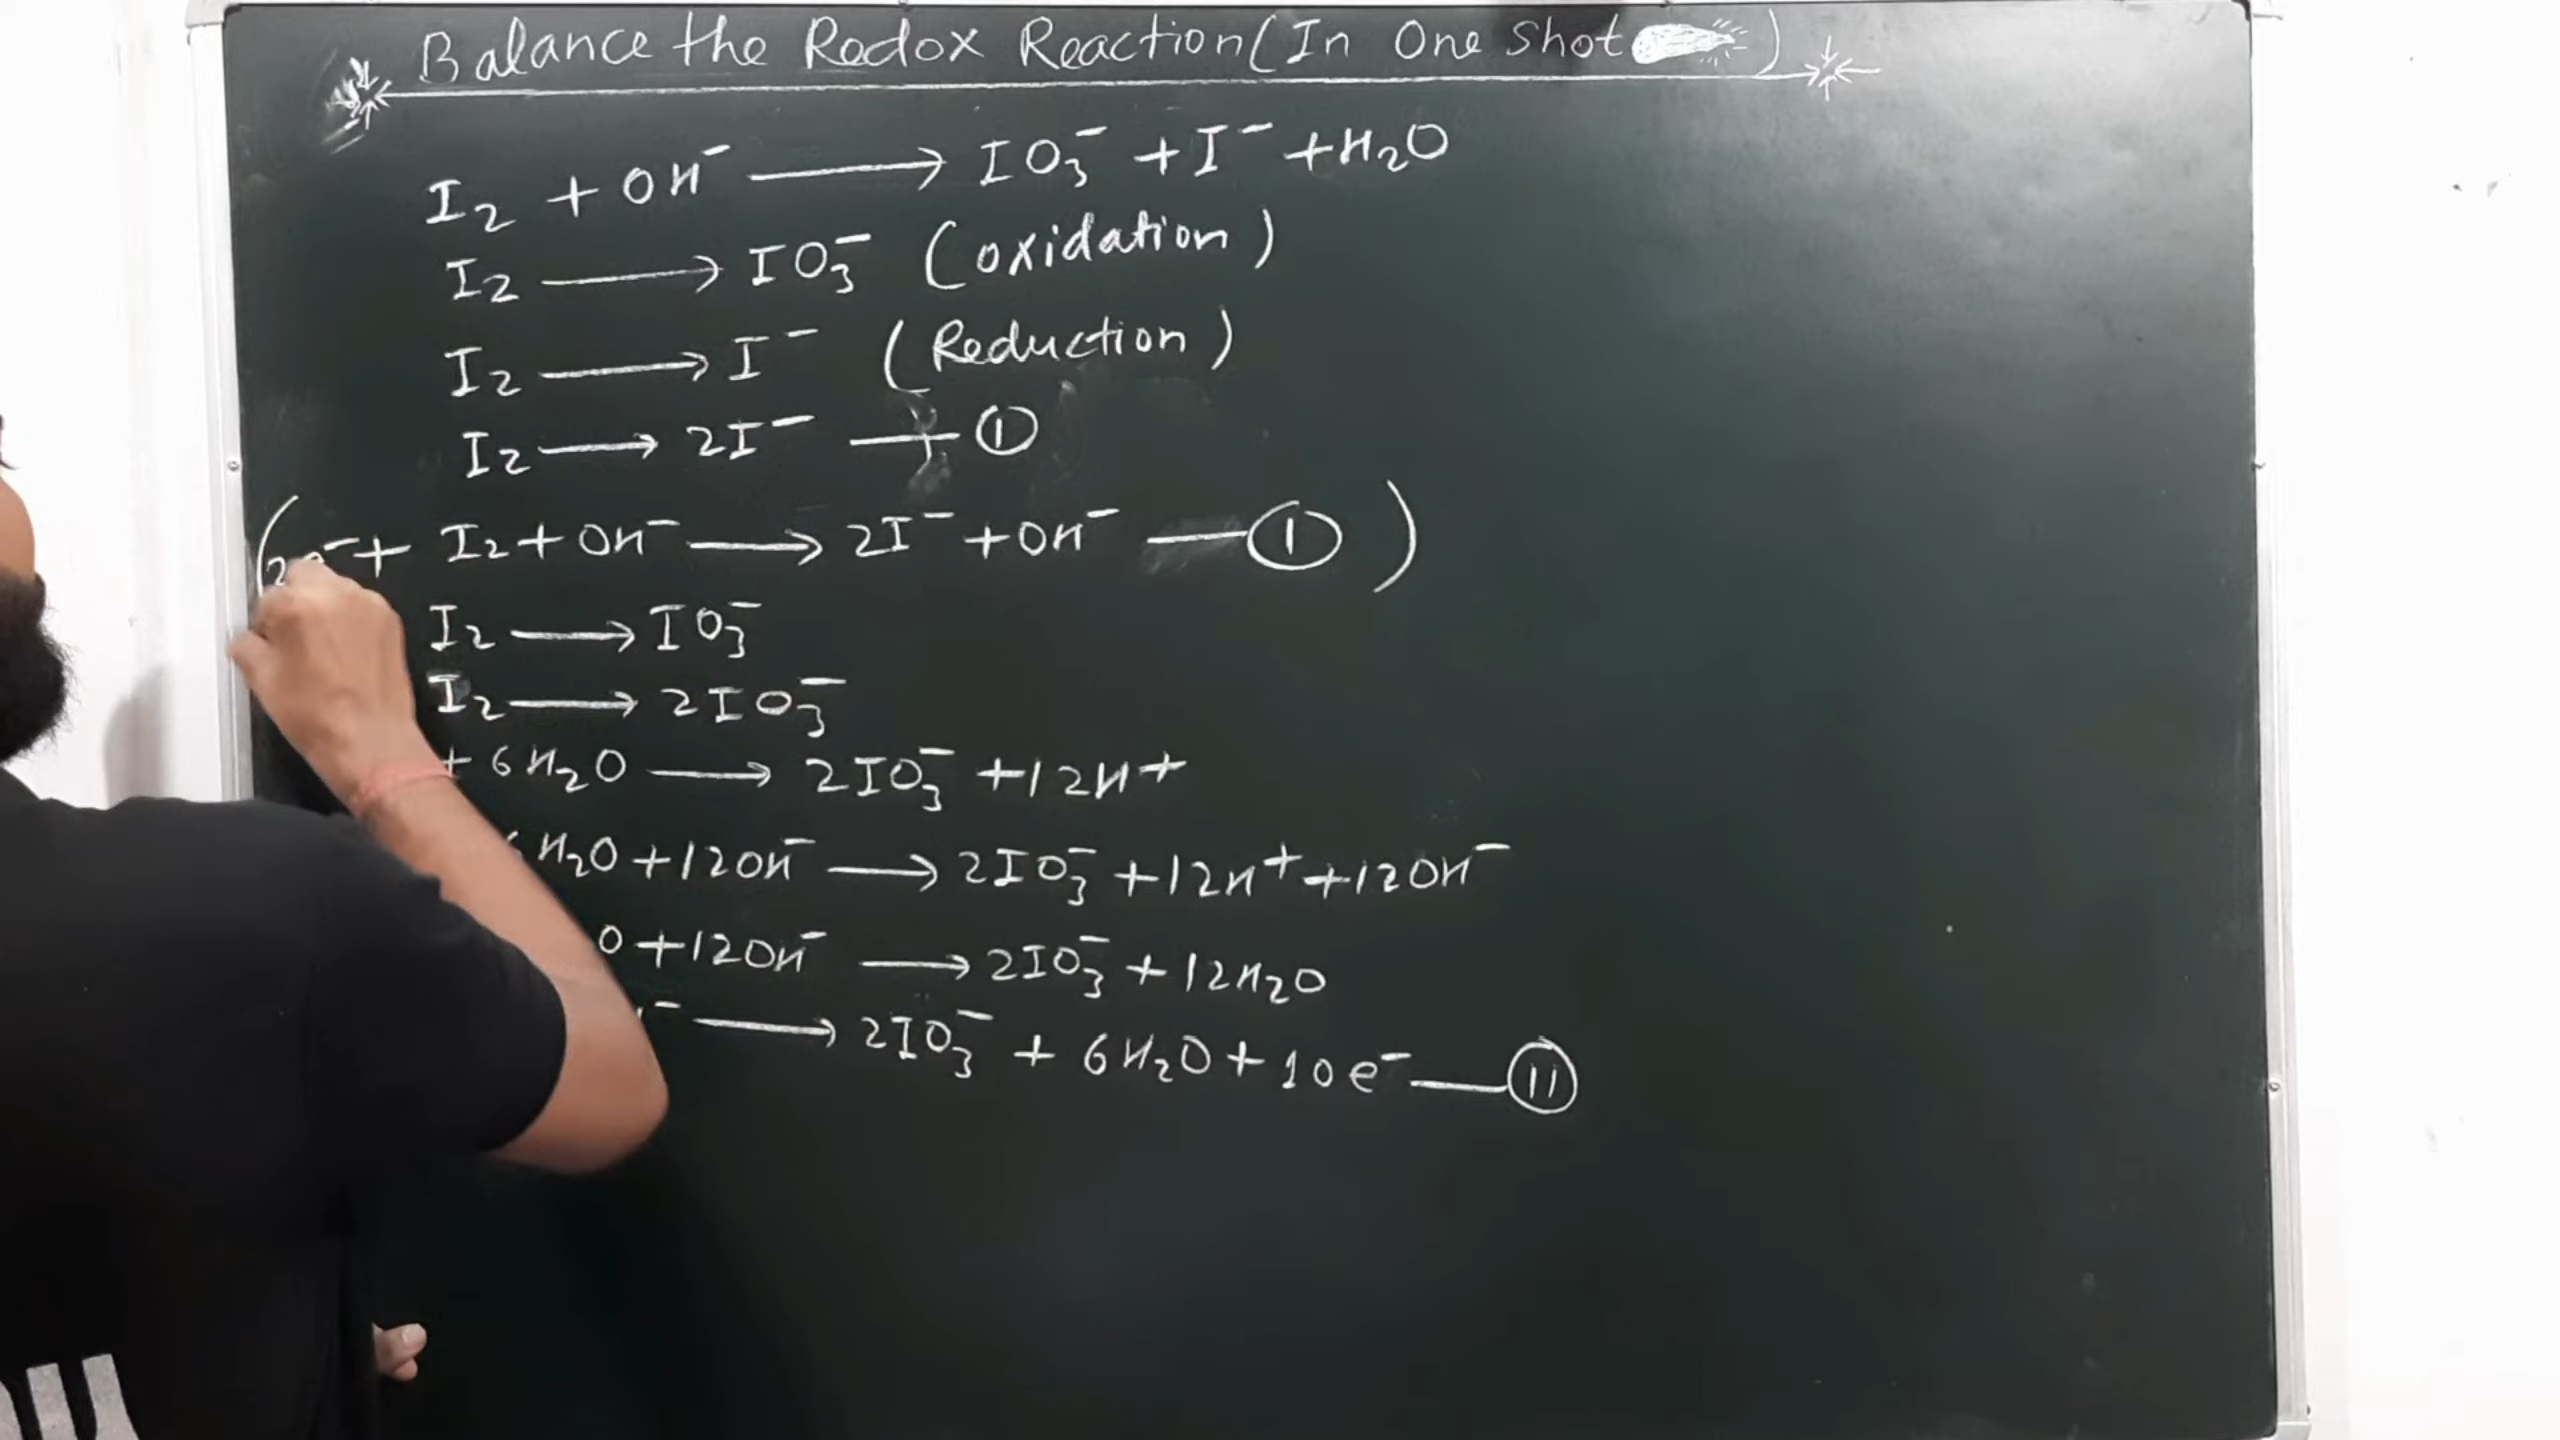 Balance the Redox Reaction (In One Shot )
I₂ + OH⁻ ⟶ IO₃⁻ + I⁻ + H₂O
I₂ ⟶ IO₃⁻ (oxidation)
I₂ ⟶ I⁻ (Reduction)
I₂ ⟶ 2I⁻ — ①
(2e⁻ + I₂ + OH⁻ ⟶ 2I⁻ + OH⁻ — ① )
I₂ ⟶ IO₃⁻
I₂ ⟶ 2IO₃⁻
+ 6H₂O ⟶ 2IO₃⁻ + 12H⁺
6H₂O + 12OH⁻ ⟶ 2IO₃⁻ + 12H⁺ + 12OH⁻
O + 12OH⁻ ⟶ 2IO₃⁻ + 12H₂O
⁻ ⟶ 2IO₃⁻ + 6H₂O + 10e⁻ — ⑪